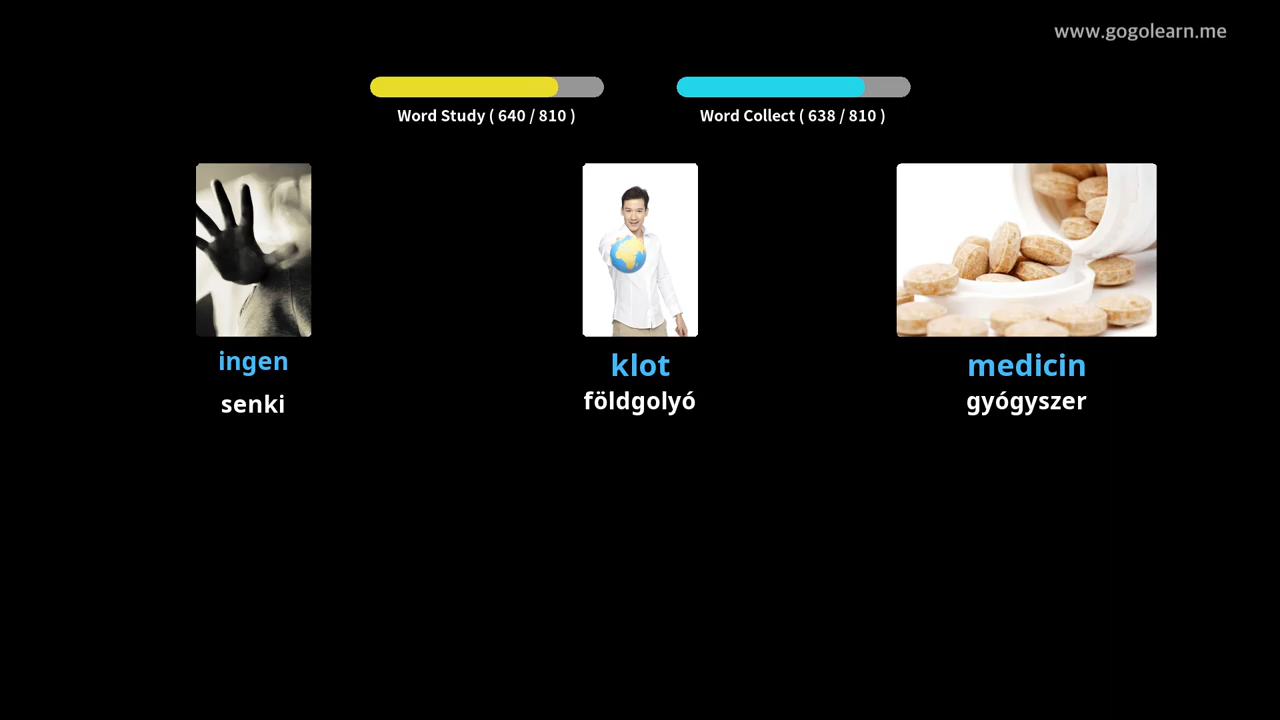 www.gogolearn.me
Word Study ( 640 / 810 )
Word Collect ( 638 / 810 )
ingen
senki
klot
földgolyó
medicin
gyógyszer